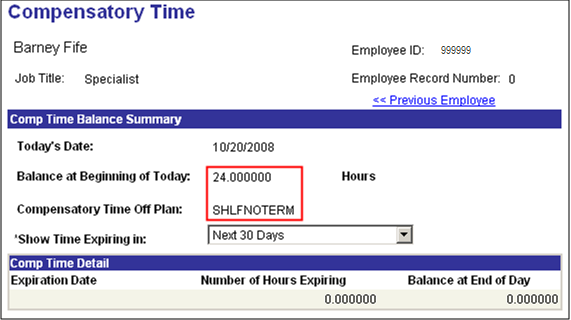 Compensatory Time
Barney Fife
Employee ID: 999999
Job Title: Specialist
Employee Record Number: 0
<< Previous Employee
Comp Time Balance Summary
Today's Date: 10/20/2008
Balance at Beginning of Today: 24.000000 Hours
Compensatory Time Off Plan: SHLFNOTERM
*Show Time Expiring in: Next 30 Days
Comp Time Detail
Expiration Date Number of Hours Expiring Balance at End of Day
0.000000 0.000000